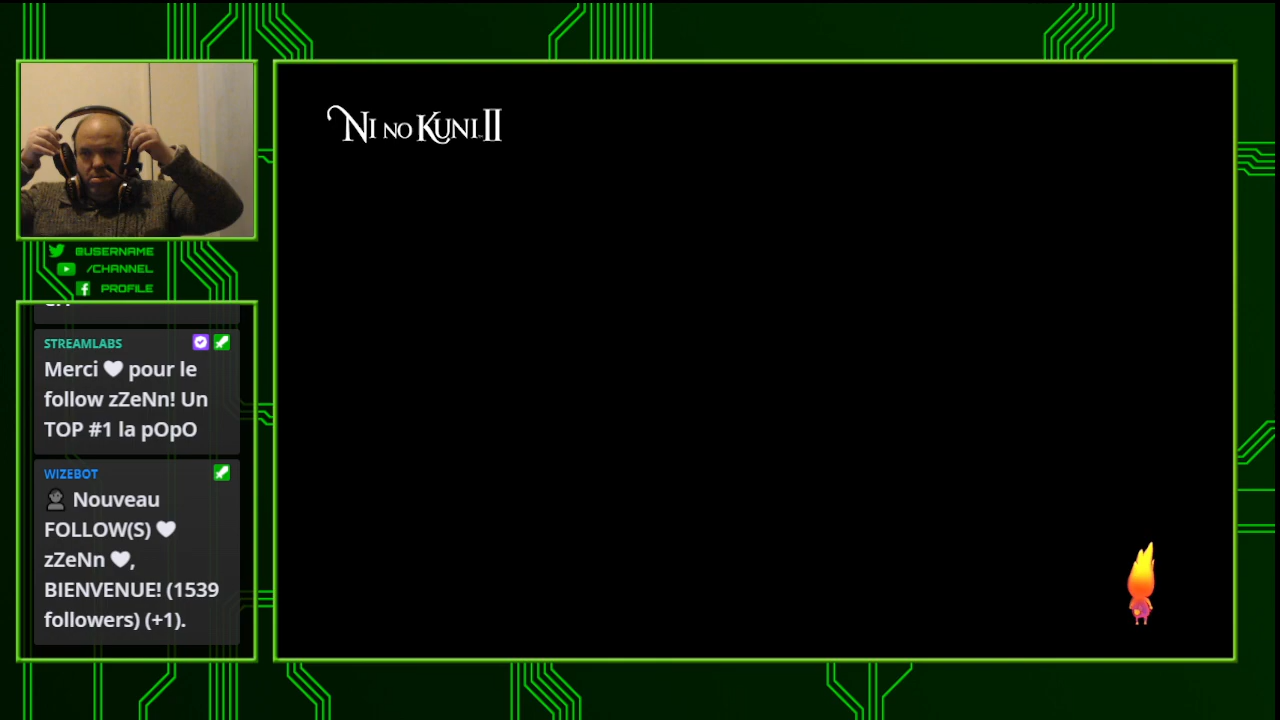 NI NO KUNI II
@USERNAME
/CHANNEL
PROFILE
STREAMLABS
Merci 🤍 pour le
follow zZeNn! Un
TOP #1 la pOpO
WIZEBOT
Nouveau
FOLLOW(S) 🤍
zZeNn 🤍,
BIENVENUE! (1539
followers) (+1).